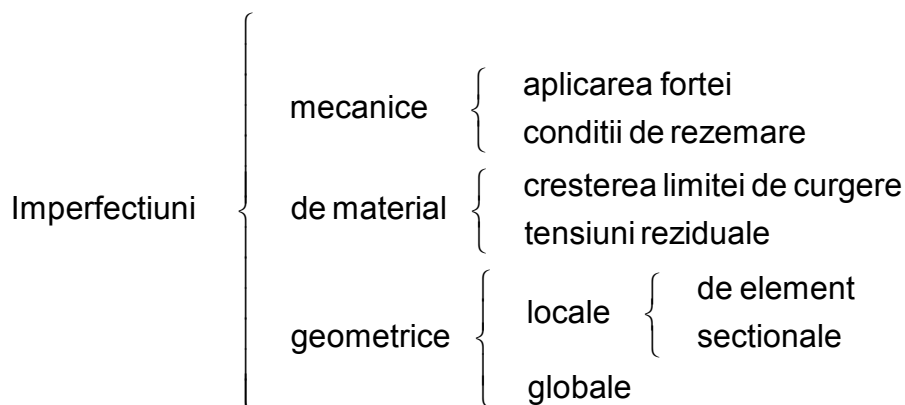 Imperfectiuni
mecanice
aplicarea fortei
conditii de rezemare
de material
cresterea limitei de curgere
tensiuni reziduale
geometrice
locale
de element
sectionale
globale